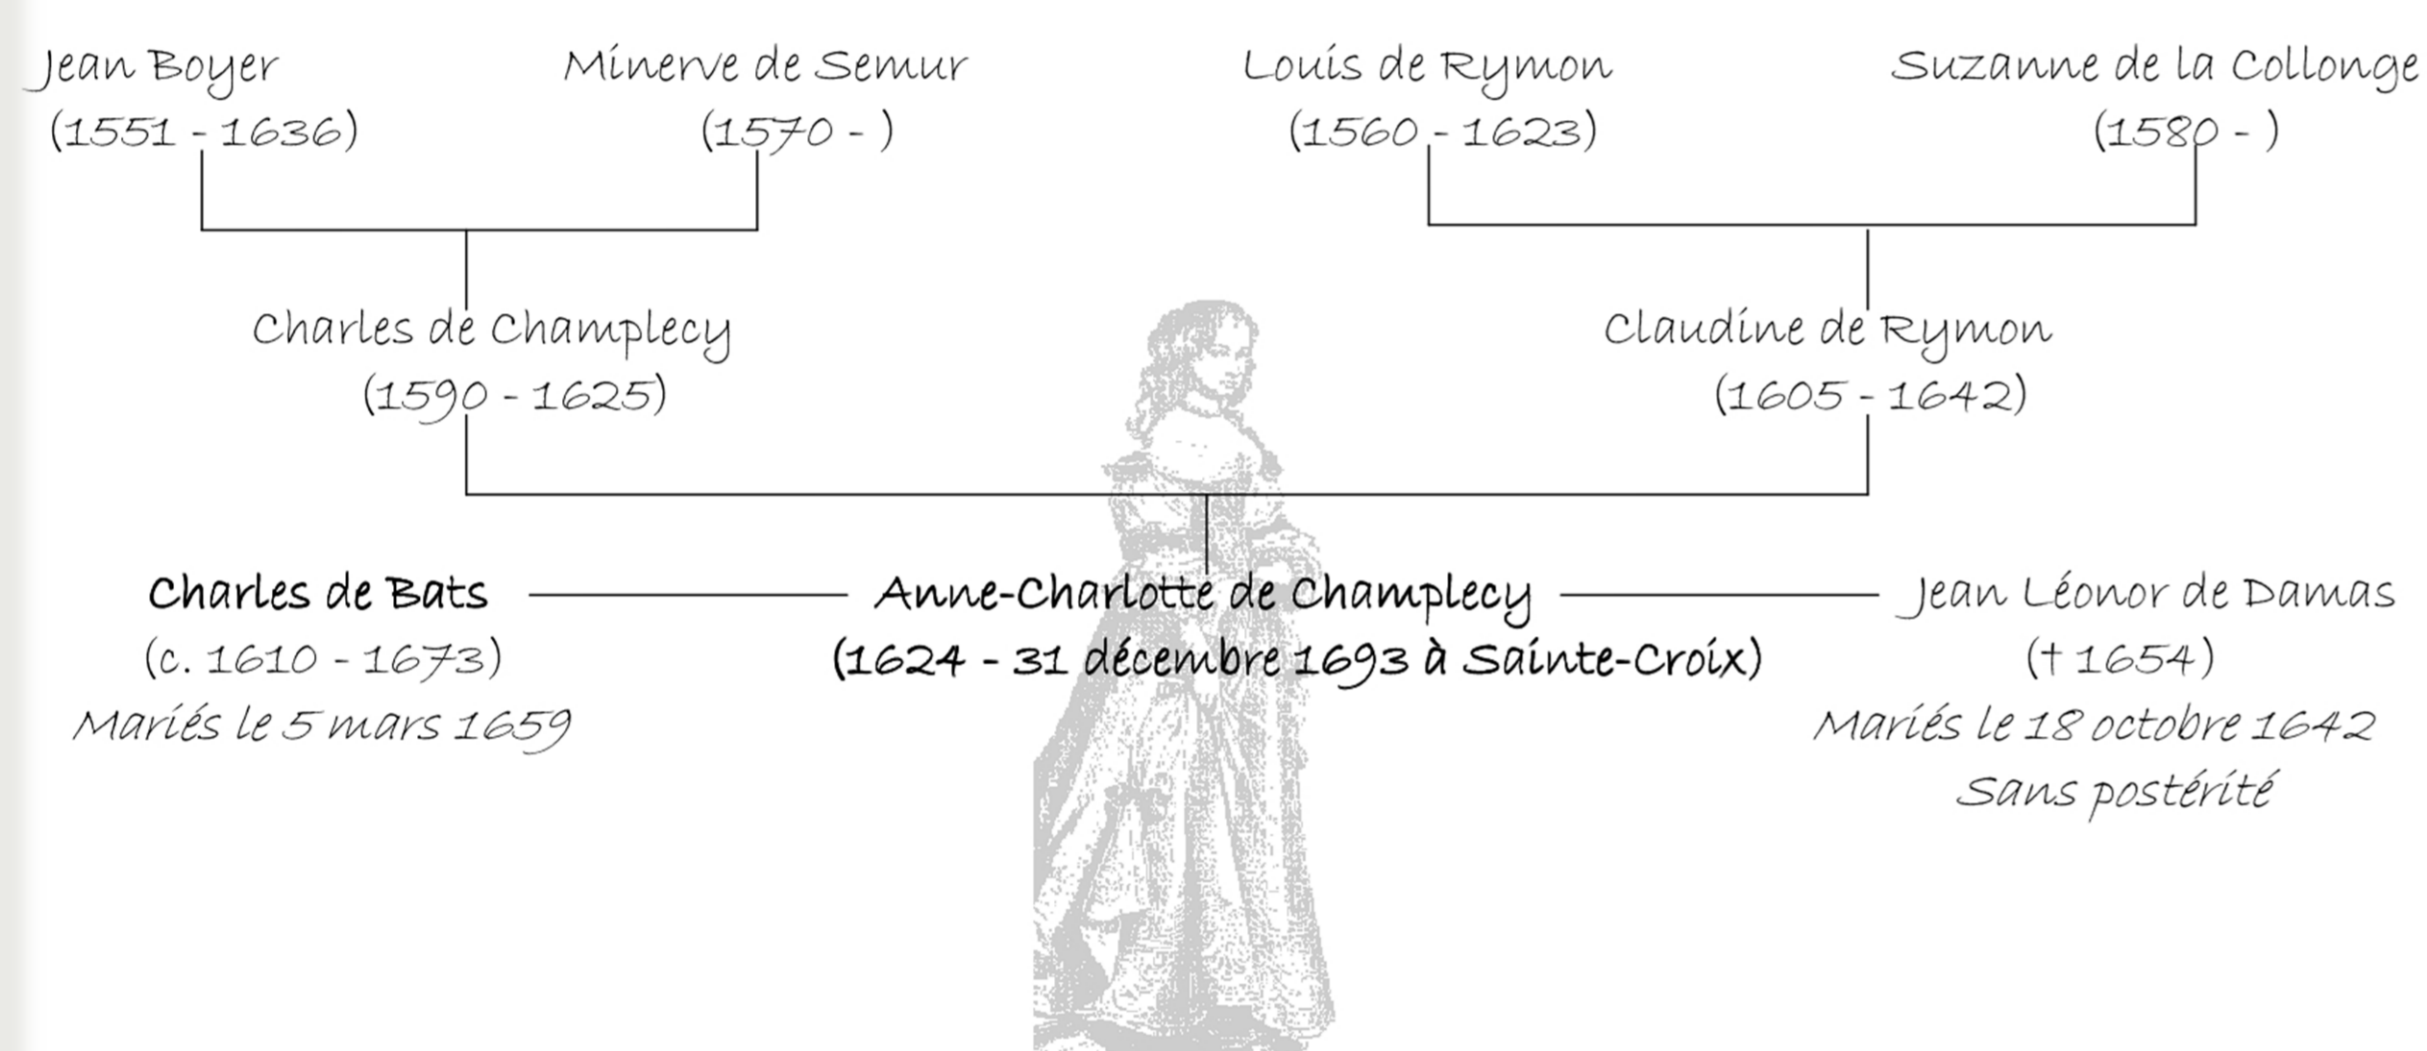 Jean Boyer
(1551 - 1636)
Minerve de Semur
(1570 - )
Louis de Rymon
(1560 - 1623)
Suzanne de la Collonge
(1580 - )
Charles de Champlecy
(1590 - 1625)
Claudine de Rymon
(1605 - 1642)
Charles de Bats
(c. 1610 - 1673)
Mariés le 5 mars 1659
Anne-Charlotte de Champlecy
(1624 - 31 décembre 1693 à Sainte-Croix)
Jean Léonor de Damas
(† 1654)
Mariés le 18 octobre 1642
Sans postérité